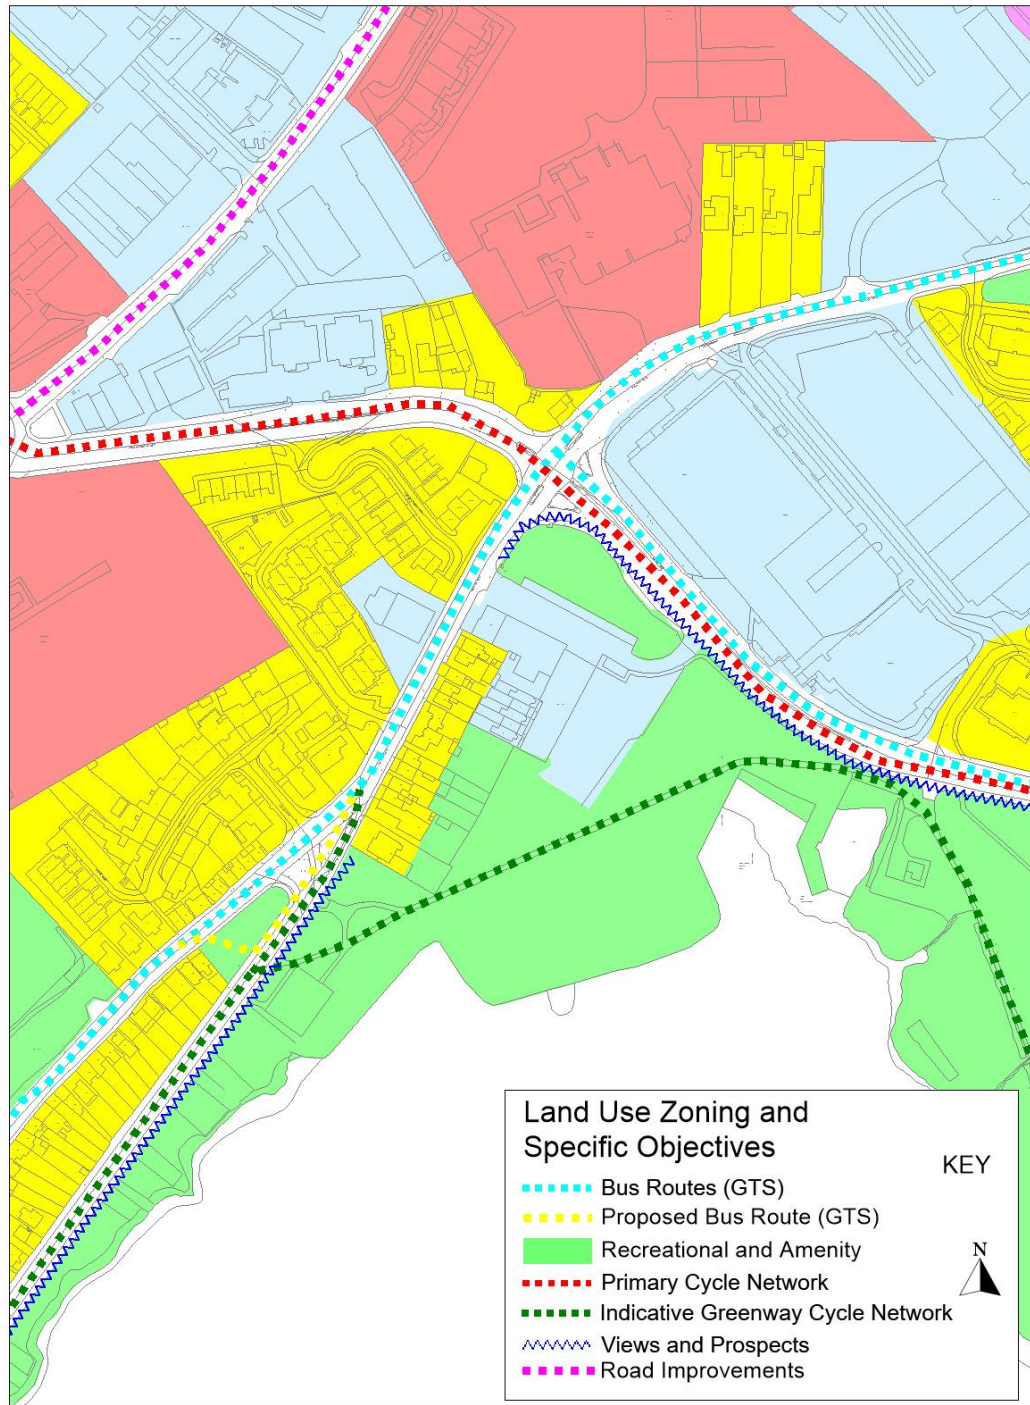 Land Use Zoning and
Specific Objectives
KEY
Bus Routes (GTS)
Proposed Bus Route (GTS)
Recreational and Amenity
N
Primary Cycle Network
Indicative Greenway Cycle Network
Views and Prospects
Road Improvements